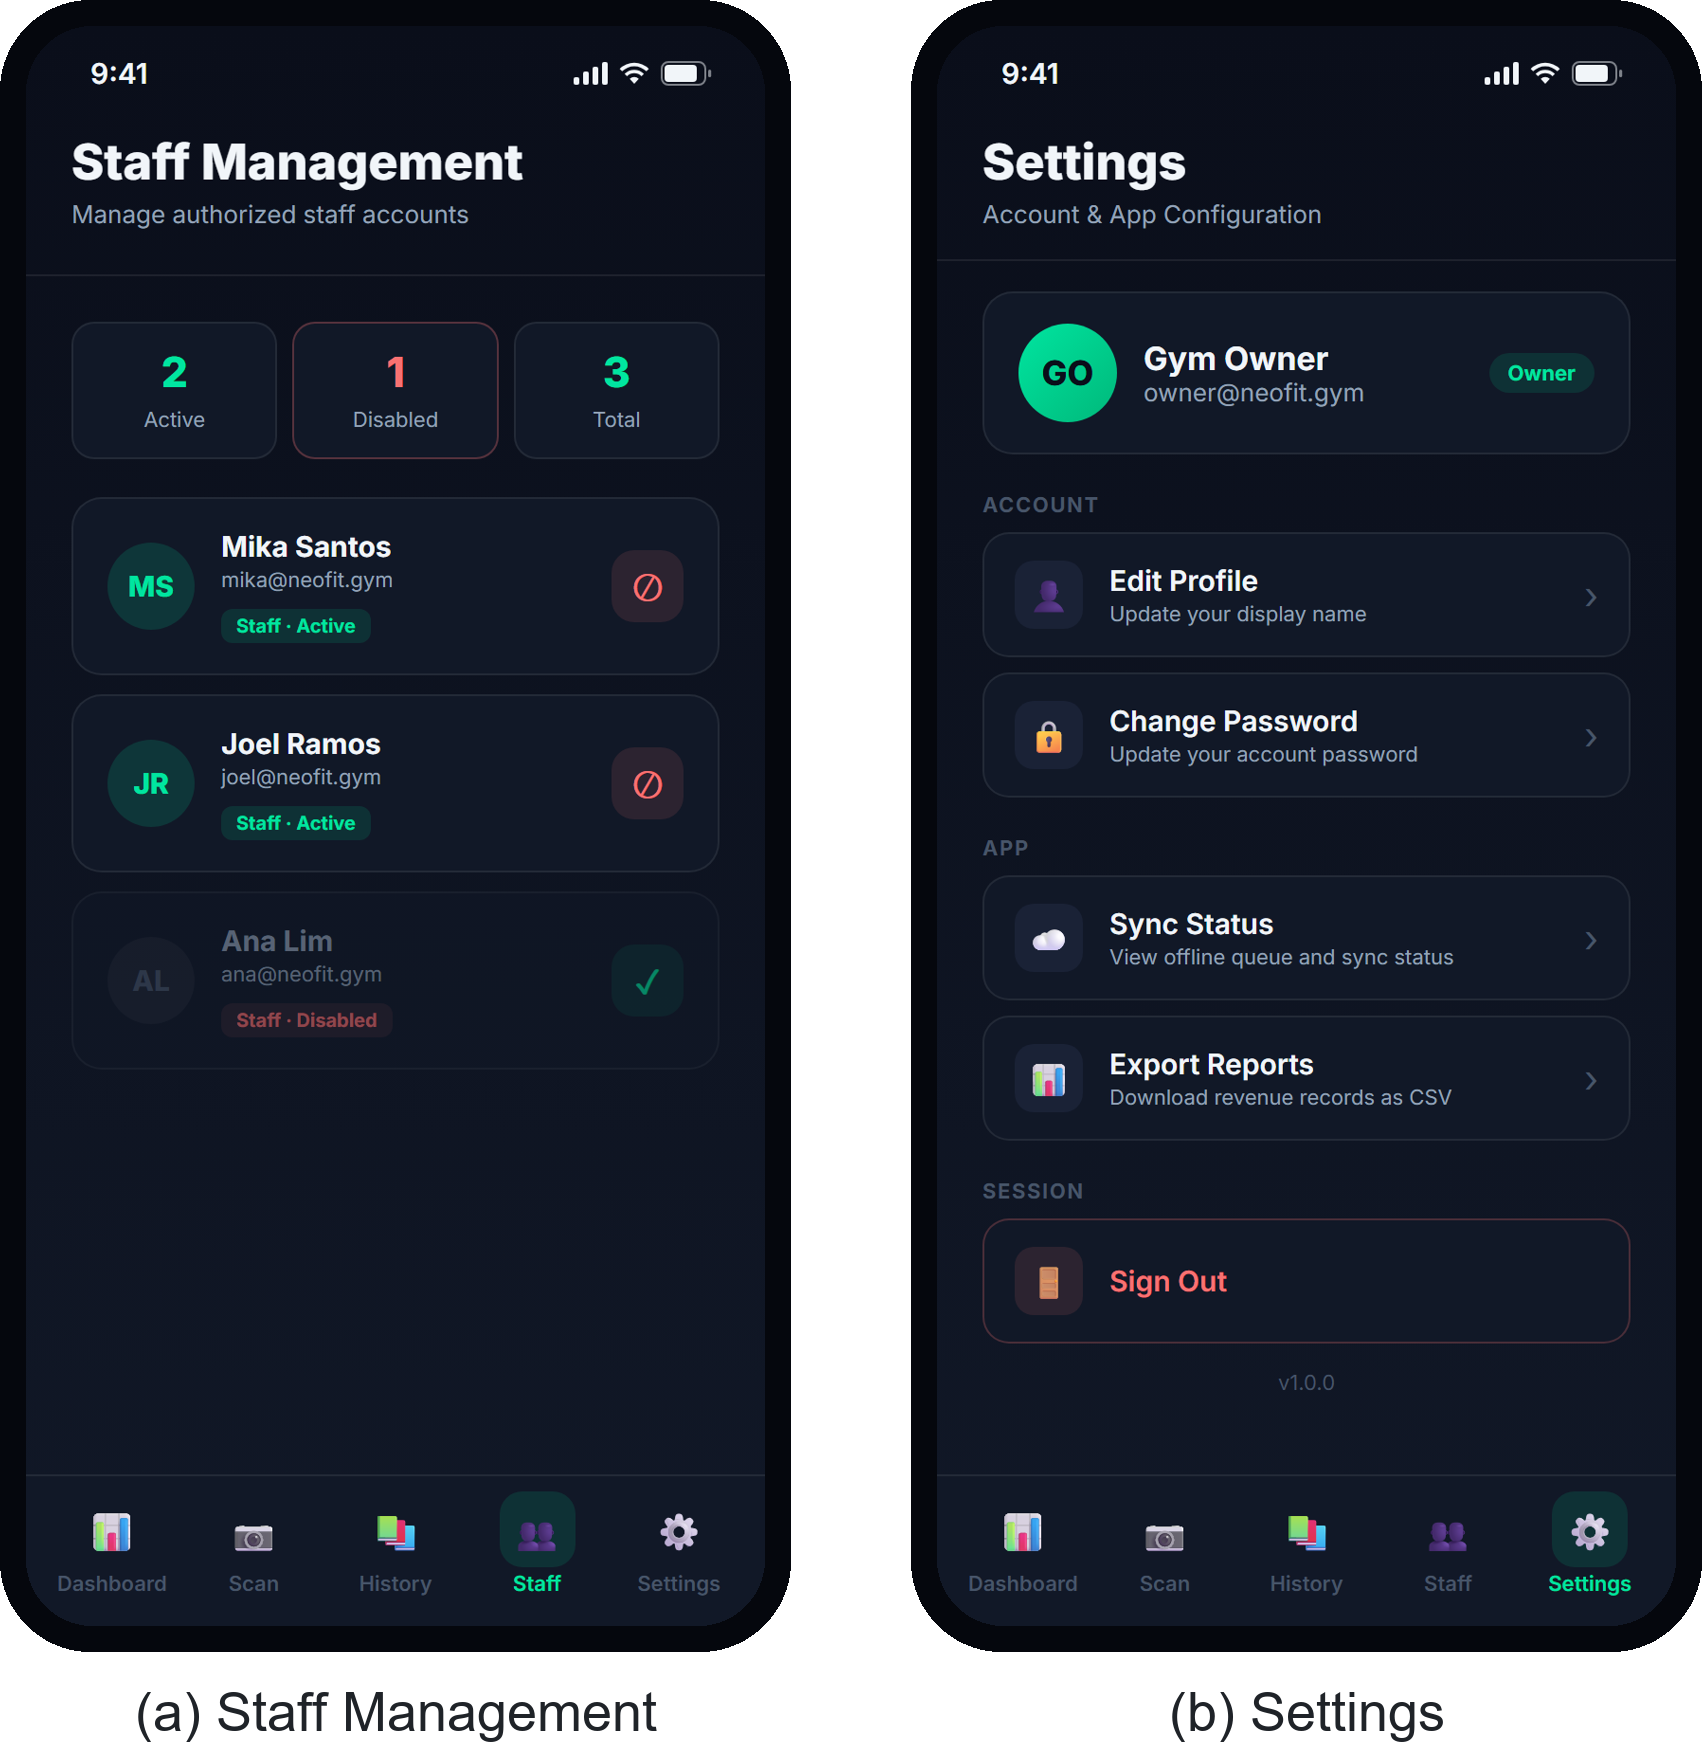 9:41
Staff Management
Manage authorized staff accounts
2
Active
1
Disabled
3
Total
MS
Mika Santos
mika@neofit.gym
Staff · Active
JR
Joel Ramos
joel@neofit.gym
Staff · Active
AL
Ana Lim
ana@neofit.gym
Staff · Disabled
Dashboard
Scan
History
Staff
Settings
(a) Staff Management
9:41
Settings
Account & App Configuration
GO
Gym Owner
owner@neofit.gym
Owner
ACCOUNT
Edit Profile
Update your display name
Change Password
Update your account password
APP
Sync Status
View offline queue and sync status
Export Reports
Download revenue records as CSV
SESSION
Sign Out
v1.0.0
Dashboard
Scan
History
Staff
Settings
(b) Settings